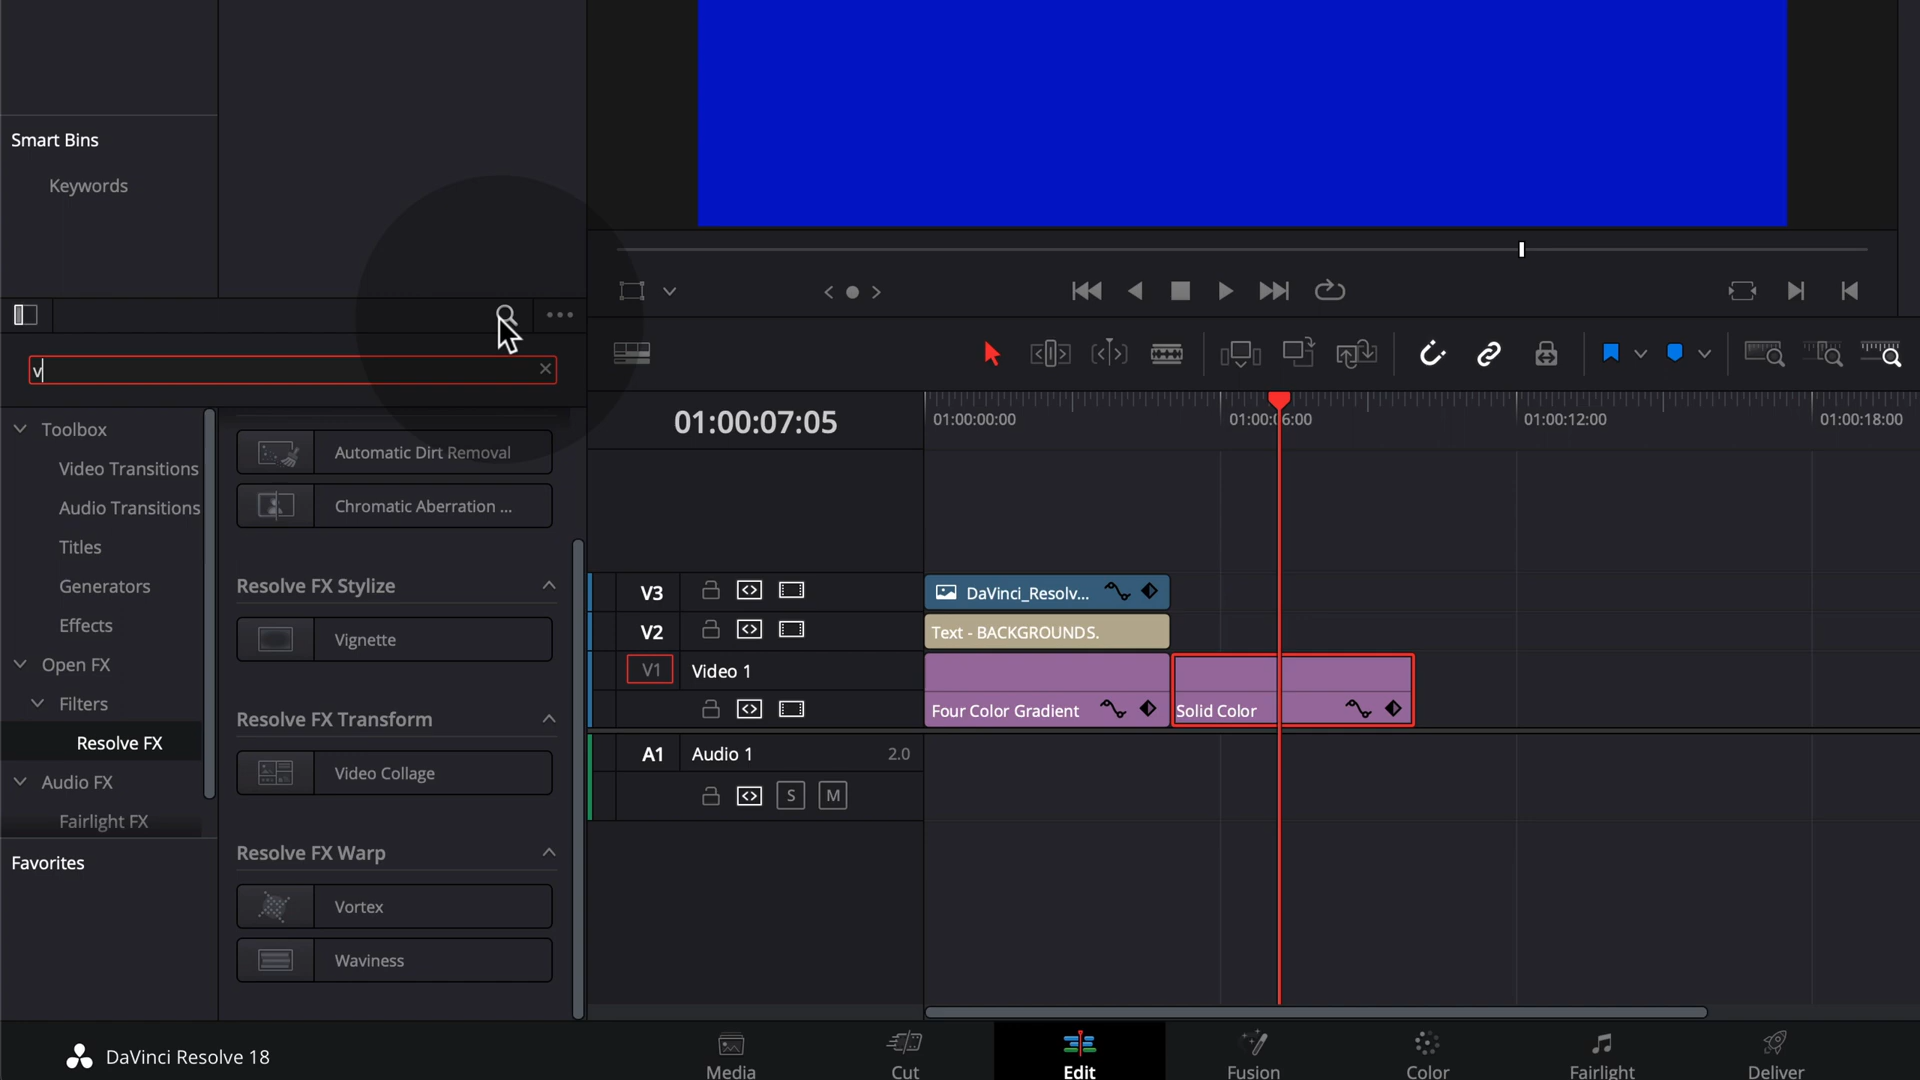 Smart Bins
Keywords
v
Toolbox
Video Transitions
Audio Transitions
Titles
Generators
Effects
Open FX
Filters
Resolve FX
Audio FX
Fairlight FX
Favorites
Automatic Dirt Removal
Chromatic Aberration ...
Resolve FX Stylize
Vignette
Resolve FX Transform
Video Collage
Resolve FX Warp
Vortex
Waviness
01:00:07:05
01:00:00:00
01:00:06:00
01:00:12:00
01:00:18:00
V3
DaVinci_Resolv...
V2
Text - BACKGROUNDS.
V1
Video 1
Four Color Gradient
Solid Color
A1
Audio 1
2.0
S
M
DaVinci Resolve 18
Media
Cut
Edit
Fusion
Color
Fairlight
Deliver